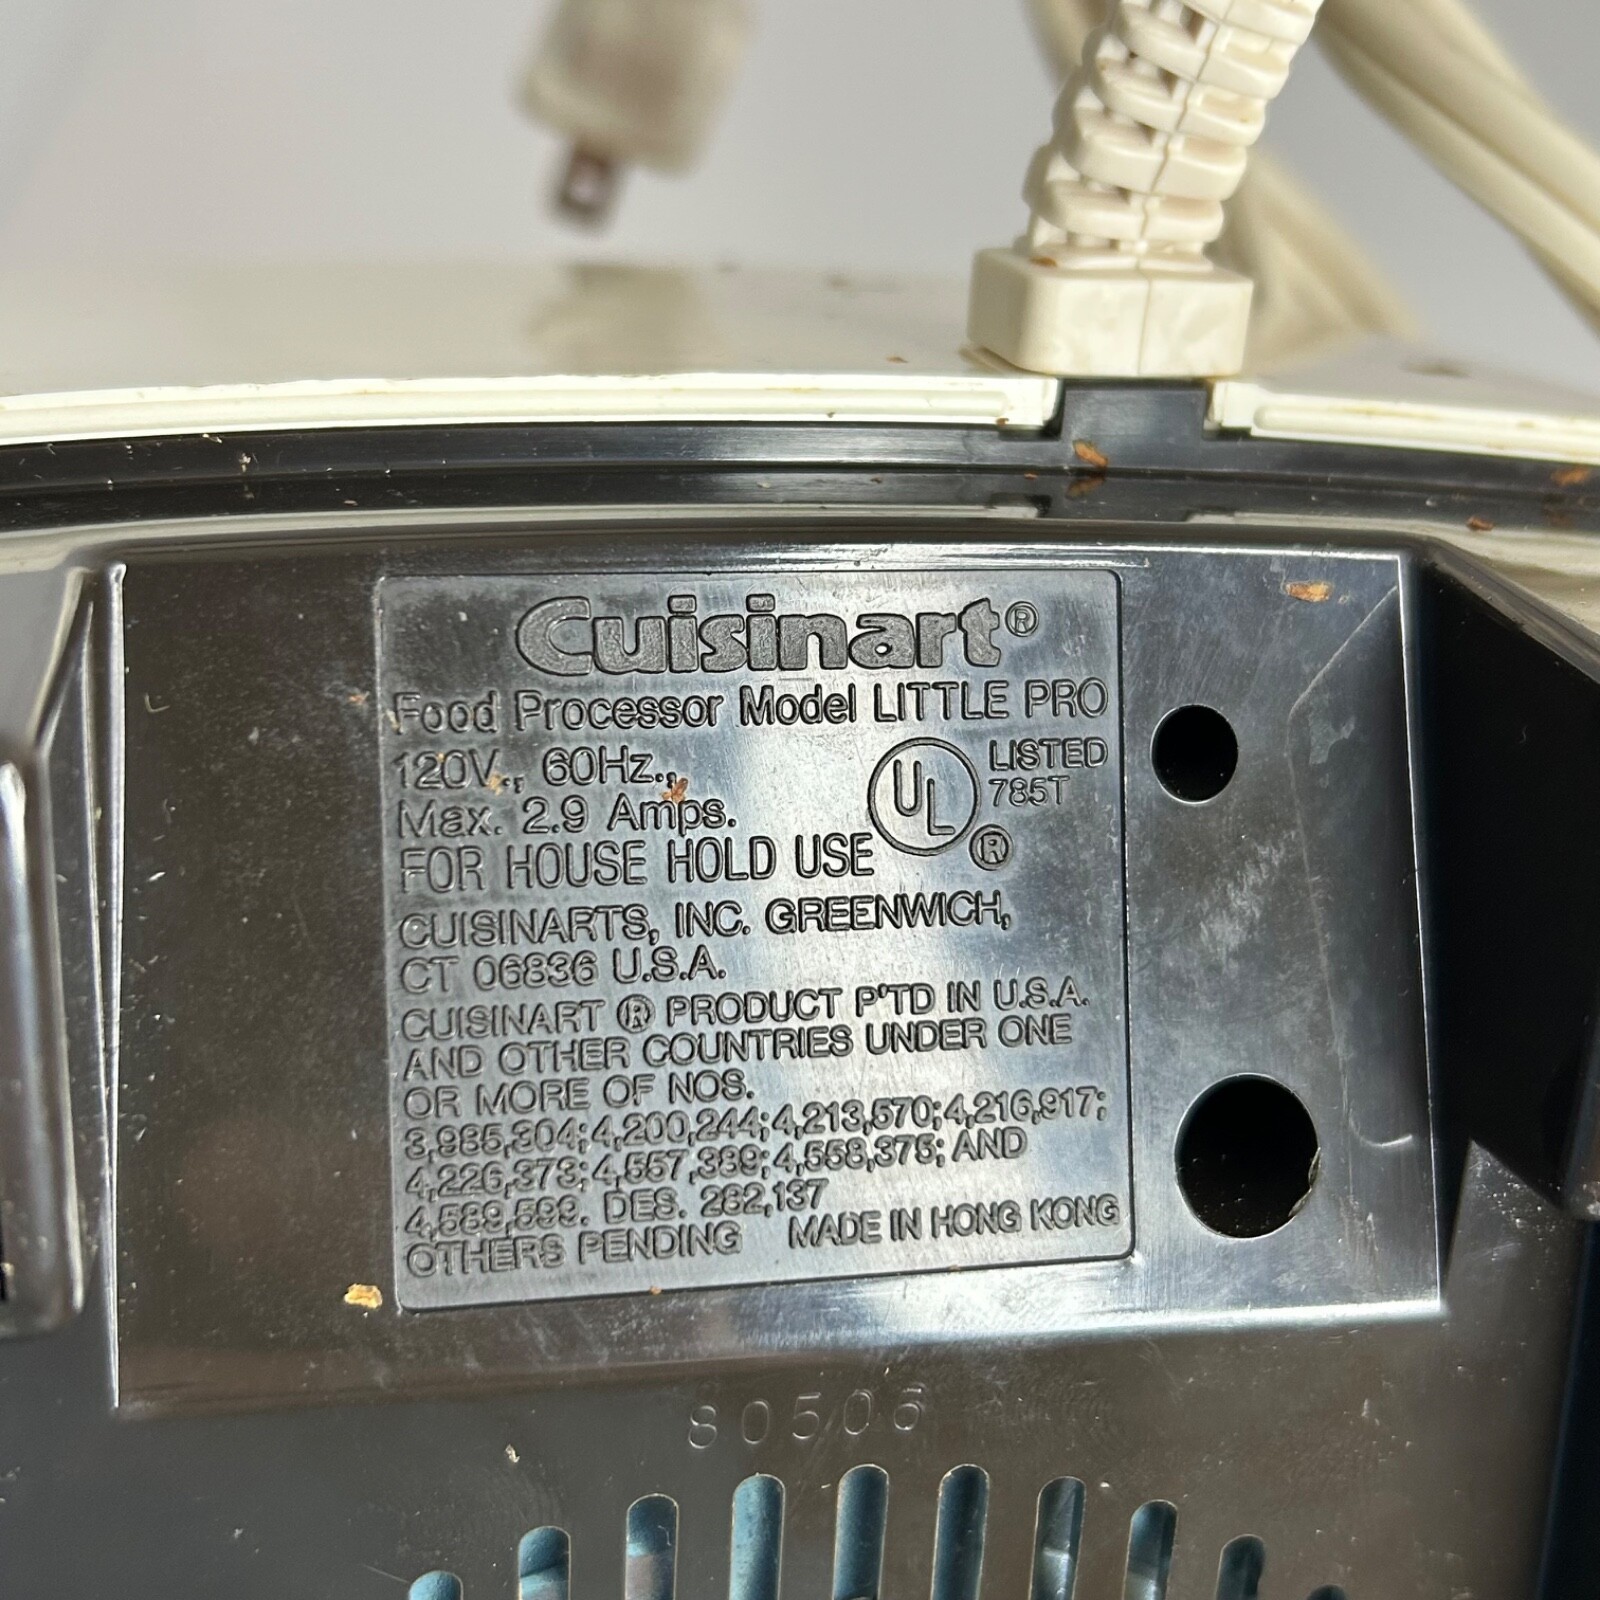 Cuisinart®
Food Processor Model LITTLE PRO
120V., 60Hz.,
Max. 2.9 Amps.
UL ® LISTED
785T
FOR HOUSE HOLD USE
CUISINARTS, INC. GREENWICH,
CT 06836 U.S.A.
CUISINART ® PRODUCT P'TD IN U.S.A.
AND OTHER COUNTRIES UNDER ONE
OR MORE OF NOS.
3,985,304; 4,200,244; 4,213,570; 4,216,917;
4,226,373; 4,557,389; 4,558,375; AND
4,589,599. DES. 282,137
OTHERS PENDING MADE IN HONG KONG
80506